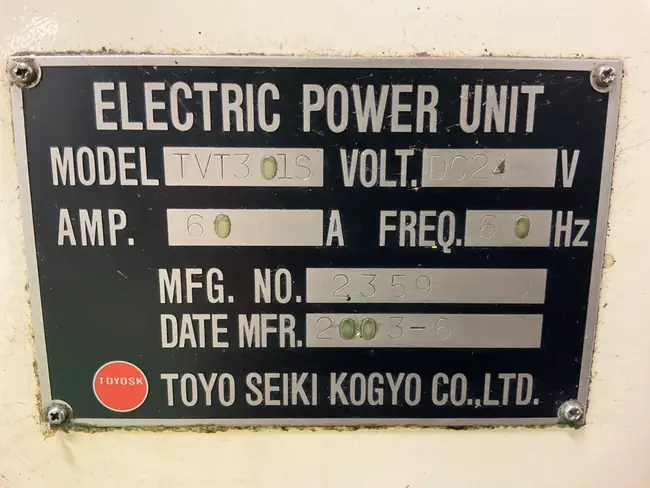 ELECTRIC POWER UNIT
MODEL TVT301S VOLT. DC24 V
AMP. 60 A FREQ. 60 Hz
MFG. NO. 2359
DATE MFR. 2003-6
TOYOSK TOYO SEIKI KOGYO CO.,LTD.